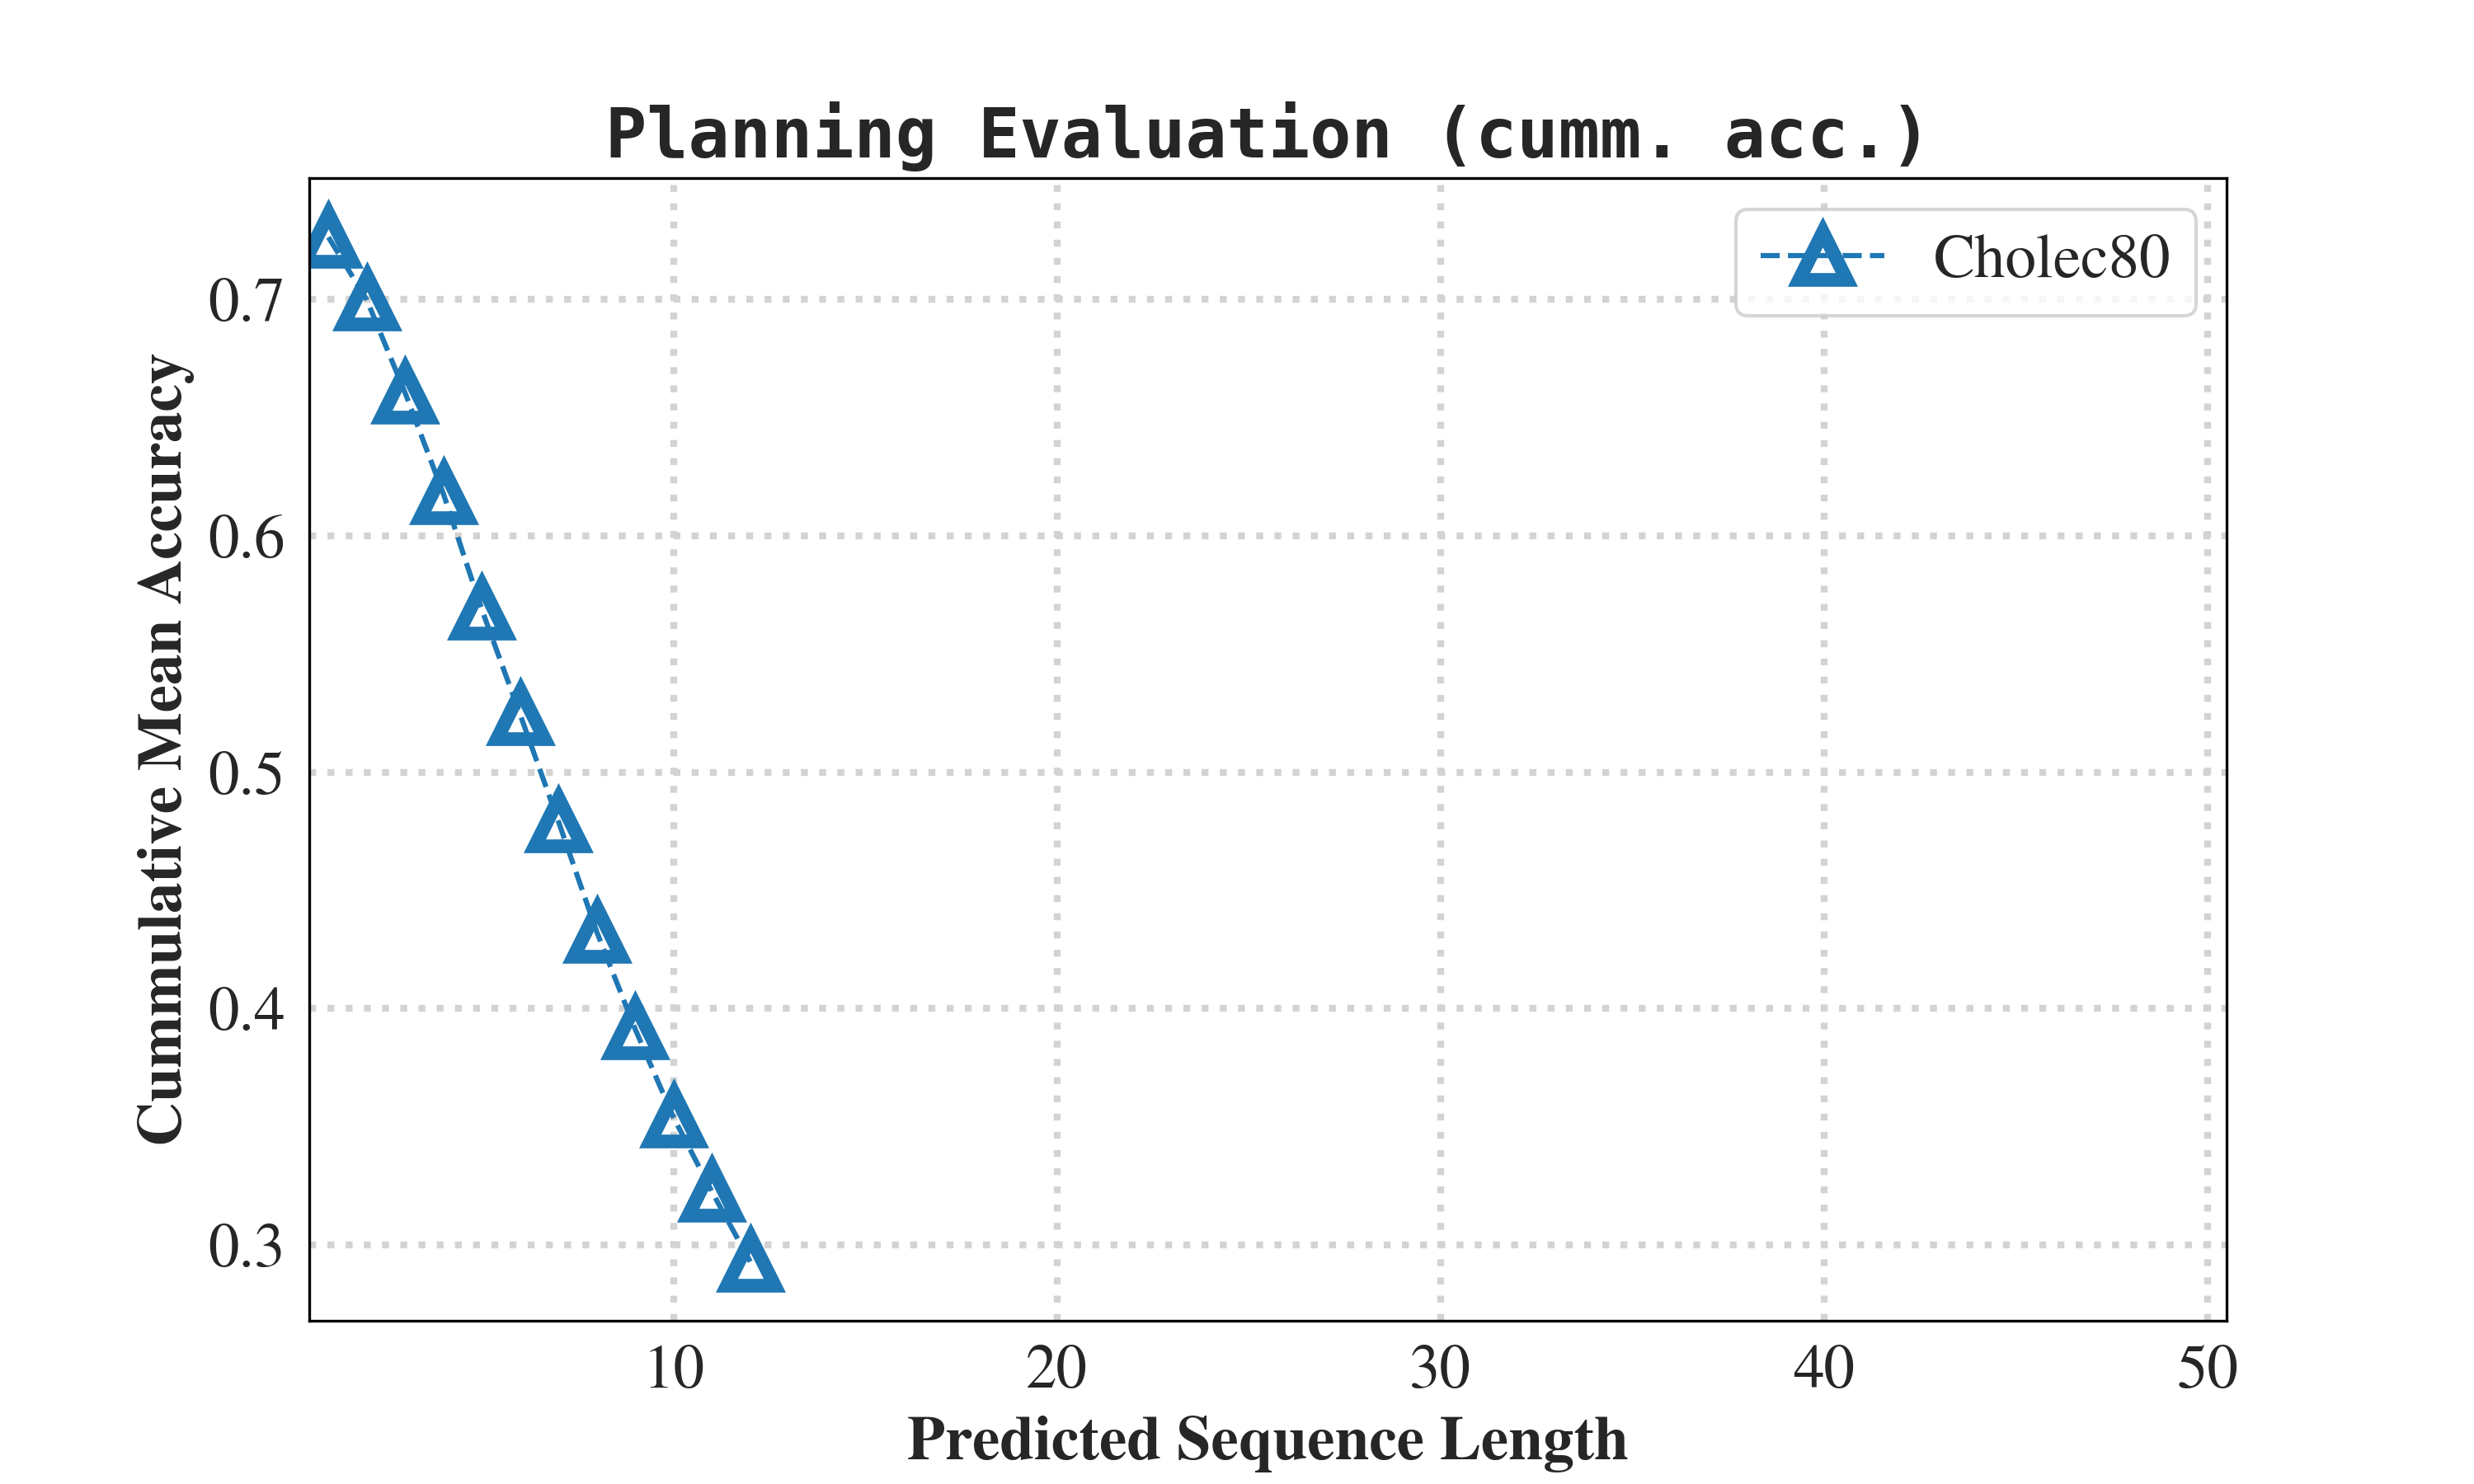 Planning Evaluation (cumm. acc.)
Cholec80
Cummulative Mean Accuracy
0.7
0.6
0.5
0.4
0.3
10 20 30 40 50
Predicted Sequence Length